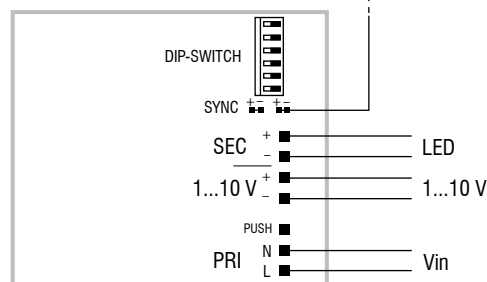 DIP-SWITCH
SYNC + - + -
SEC + - LED
1...10 V + - 1...10 V
PUSH
PRI N L Vin